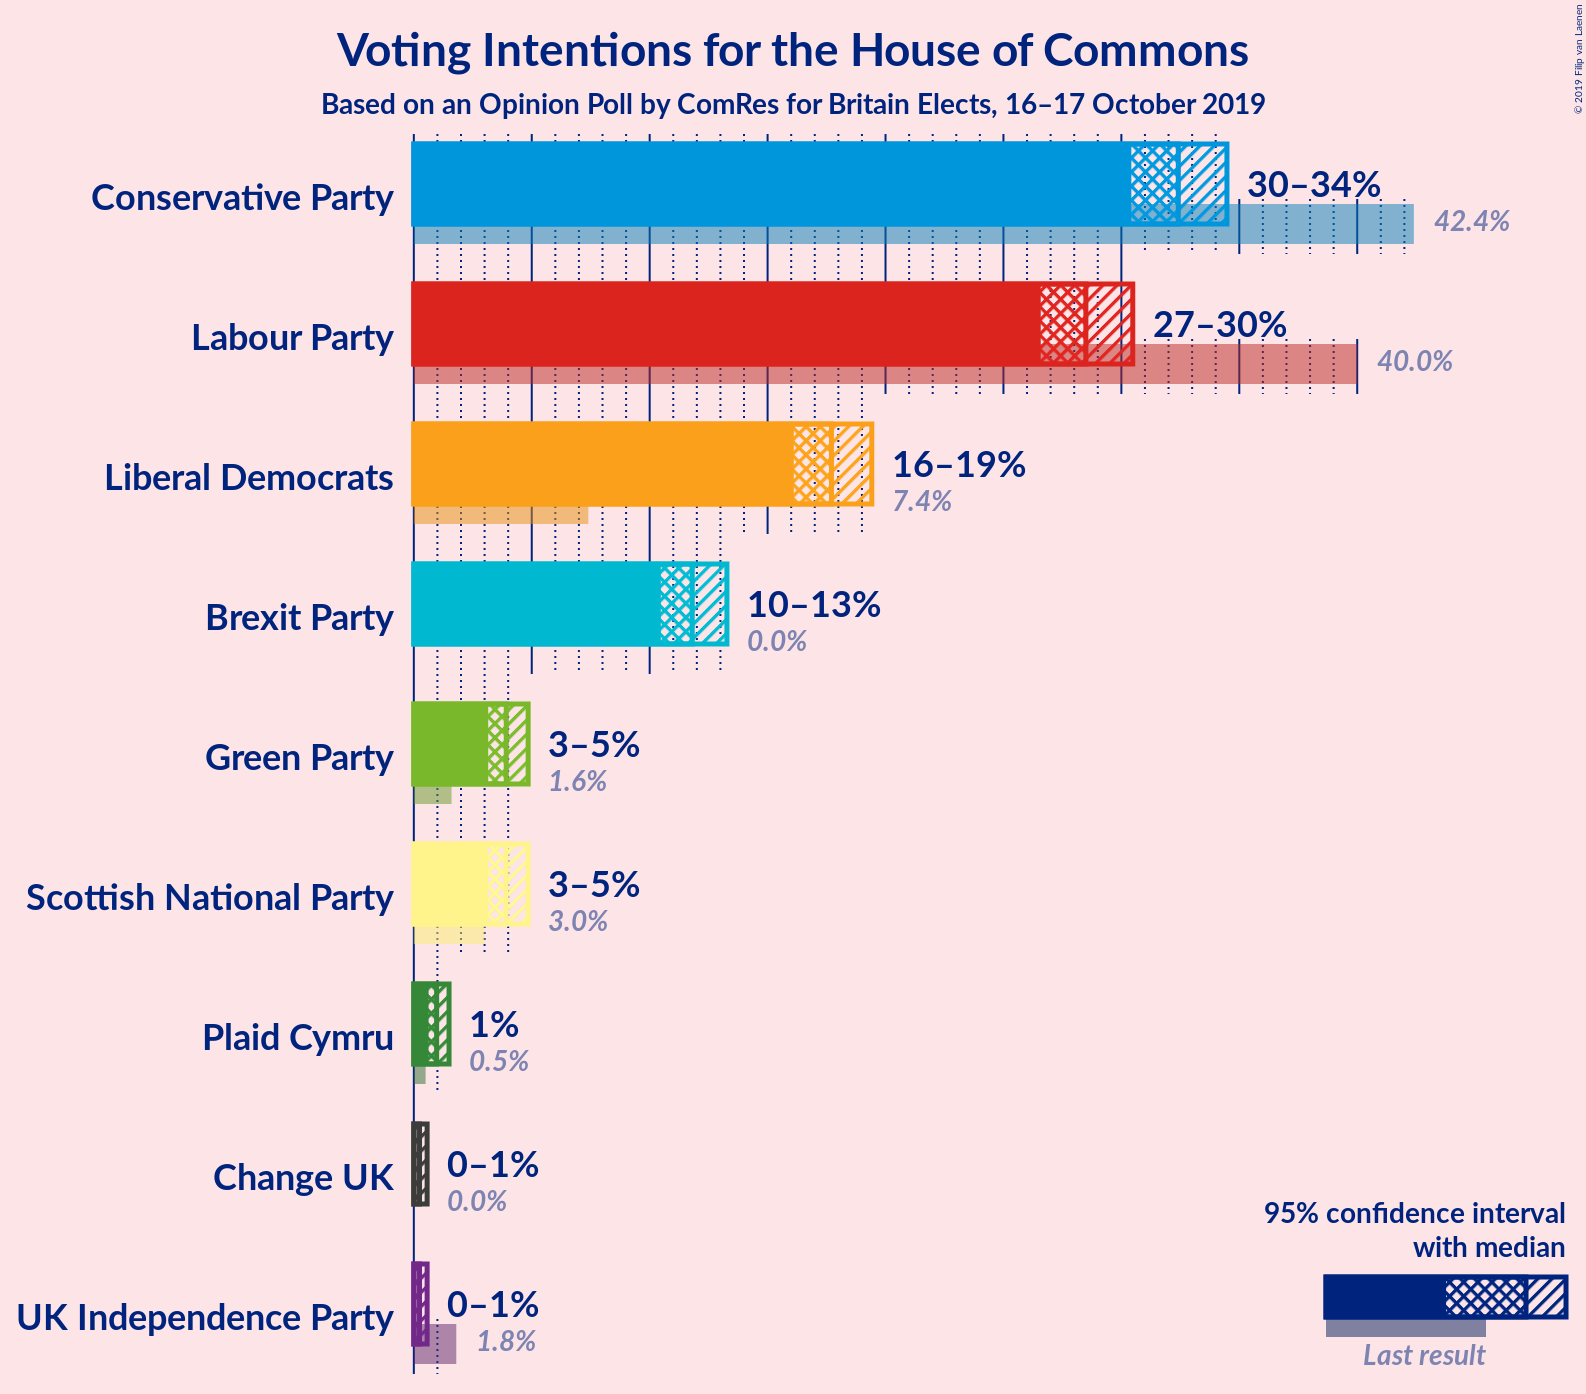 Voting Intentions for the House of Commons
Based on an Opinion Poll by ComRes for Britain Elects, 16–17 October 2019
© 2019 Filip van Laenen
Conservative Party
30–34%
42.4%
Labour Party
27–30%
40.0%
Liberal Democrats
16–19%
7.4%
Brexit Party
10–13%
0.0%
Green Party
3–5%
1.6%
Scottish National Party
3–5%
3.0%
Plaid Cymru
1%
0.5%
Change UK
0–1%
0.0%
UK Independence Party
0–1%
1.8%
95% confidence interval
with median
Last result